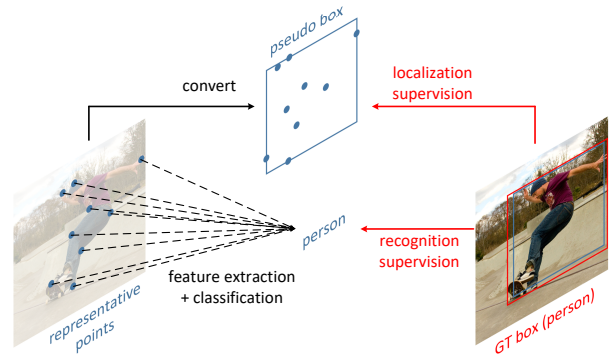 pseudo box
convert
localization
supervision
person
recognition
supervision
feature extraction
+ classification
representative
points
GT box (person)